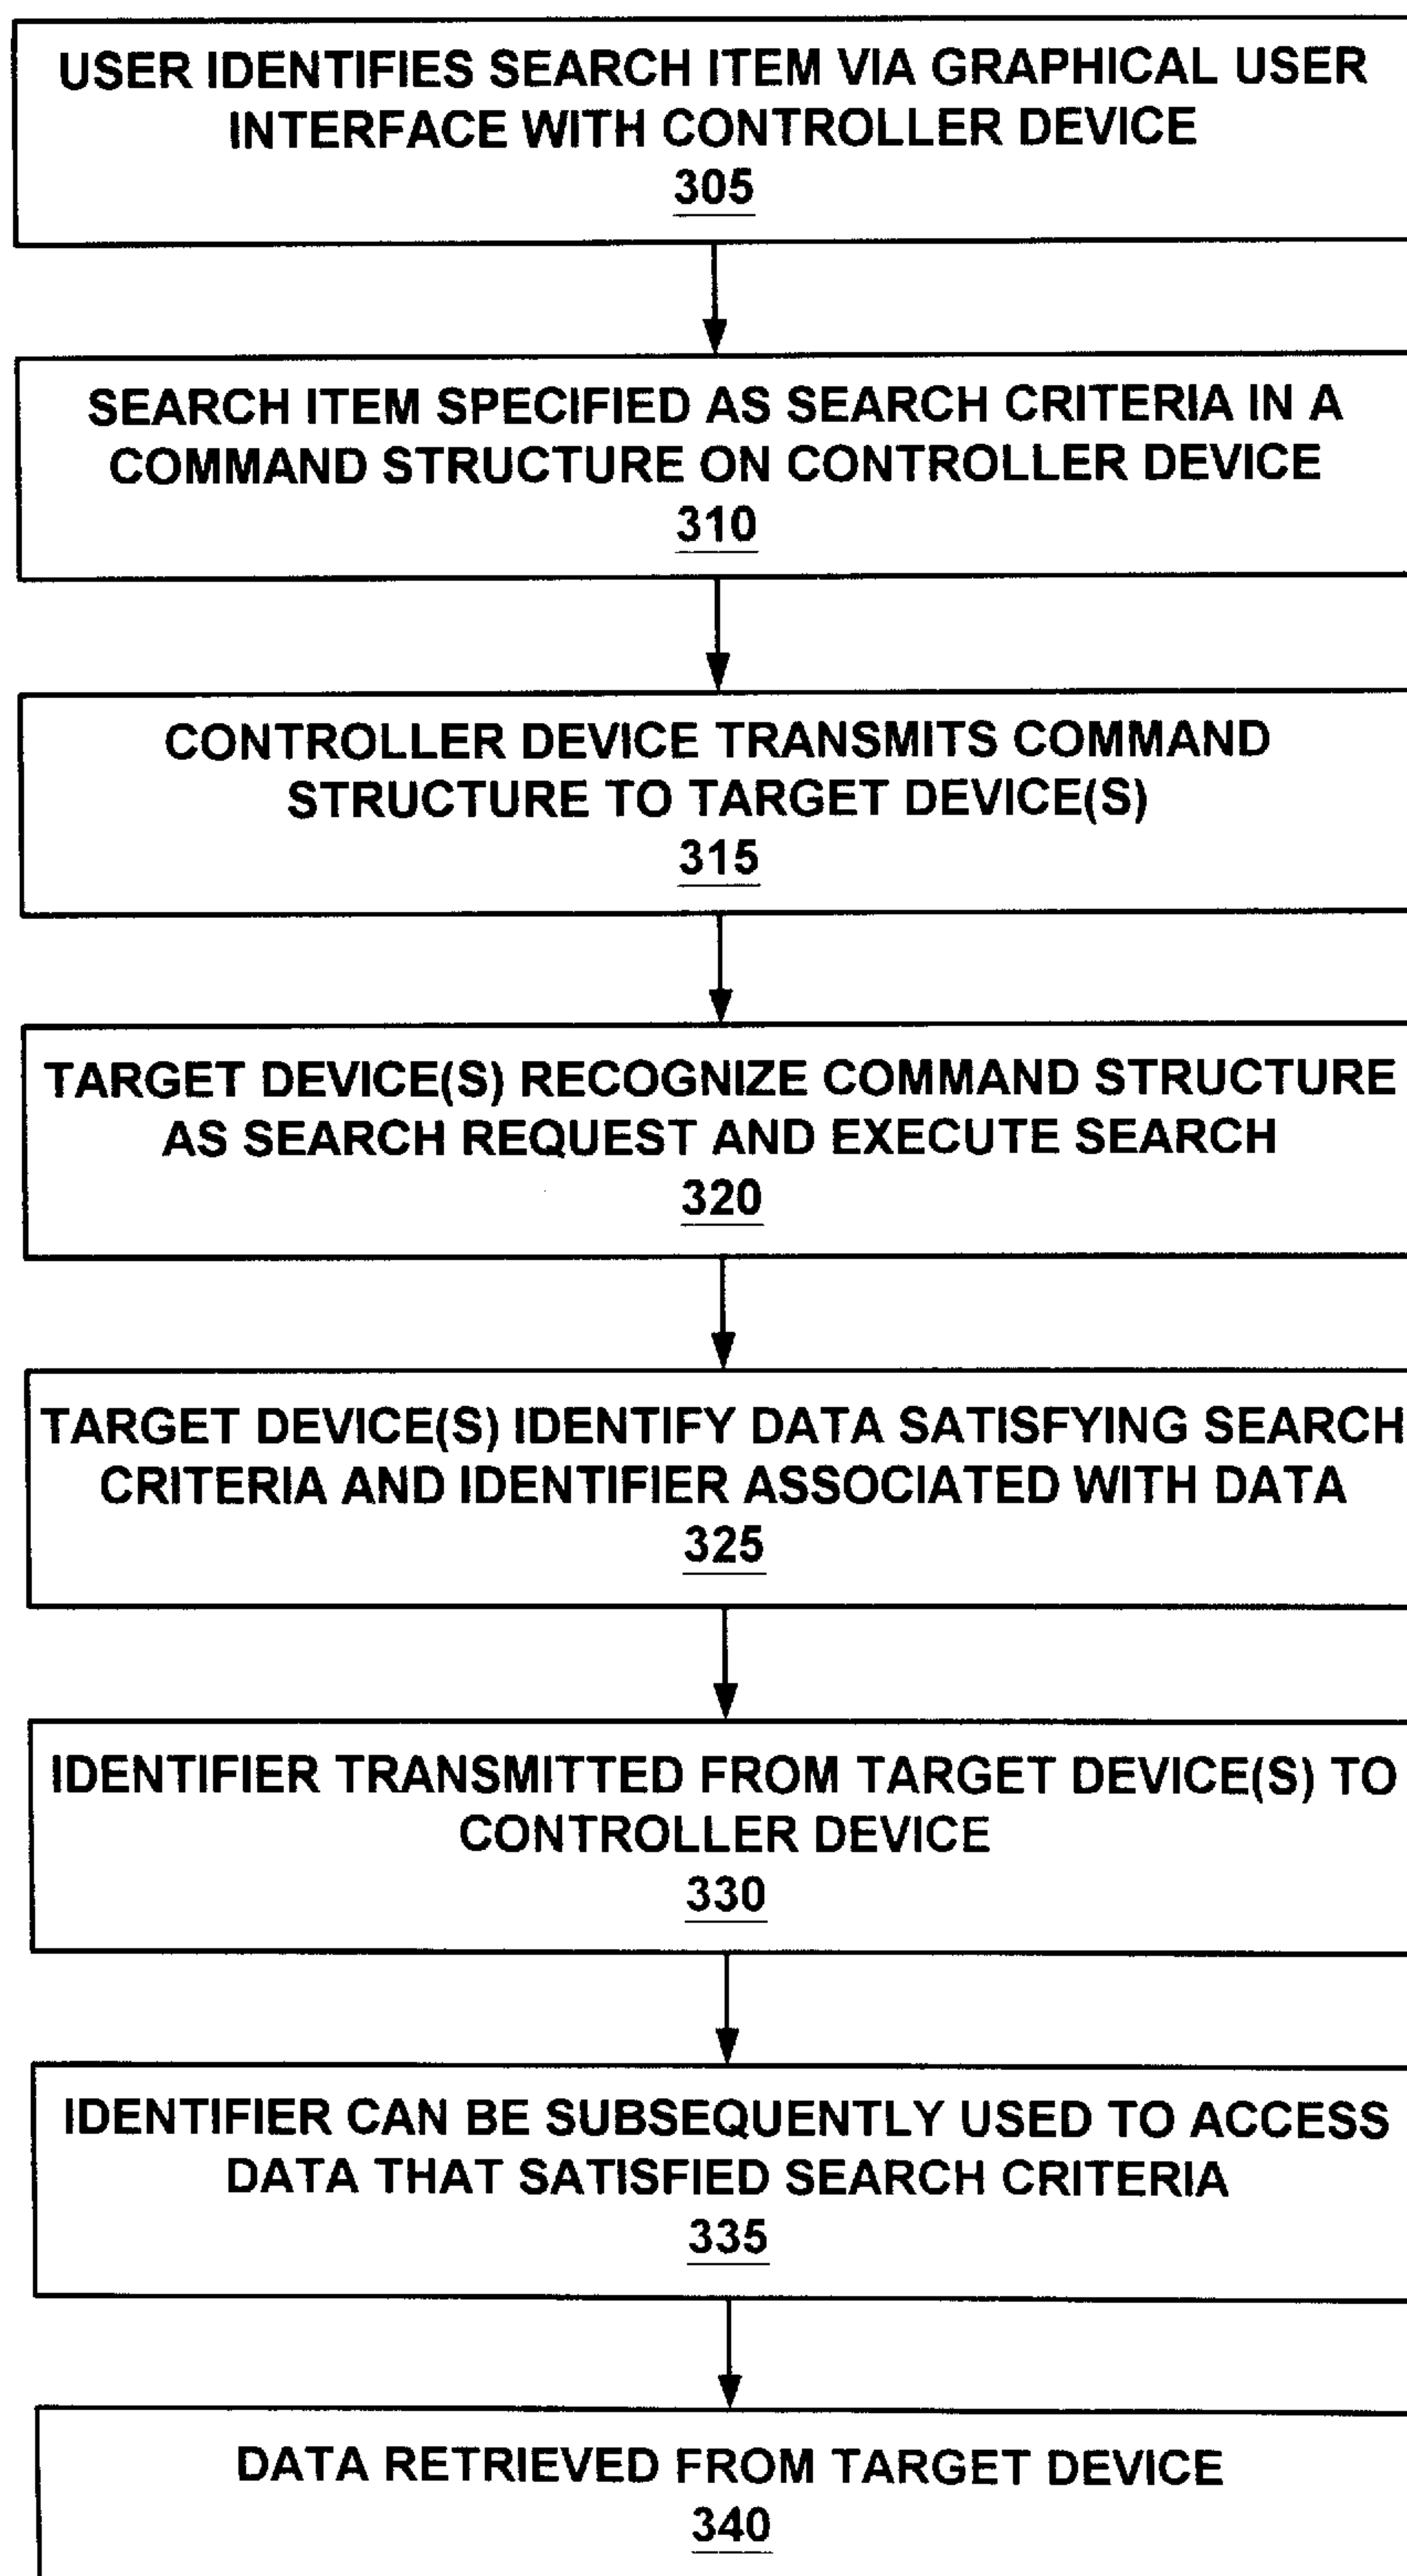 USER IDENTIFIES SEARCH ITEM VIA GRAPHICAL USER
INTERFACE WITH CONTROLLER DEVICE
305
SEARCH ITEM SPECIFIED AS SEARCH CRITERIA IN A
COMMAND STRUCTURE ON CONTROLLER DEVICE
310
CONTROLLER DEVICE TRANSMITS COMMAND
STRUCTURE TO TARGET DEVICE(S)
315
TARGET DEVICE(S) RECOGNIZE COMMAND STRUCTURE
AS SEARCH REQUEST AND EXECUTE SEARCH
320
TARGET DEVICE(S) IDENTIFY DATA SATISFYING SEARCH
CRITERIA AND IDENTIFIER ASSOCIATED WITH DATA
325
IDENTIFIER TRANSMITTED FROM TARGET DEVICE(S) TO
CONTROLLER DEVICE
330
IDENTIFIER CAN BE SUBSEQUENTLY USED TO ACCESS
DATA THAT SATISFIED SEARCH CRITERIA
335
DATA RETRIEVED FROM TARGET DEVICE
340